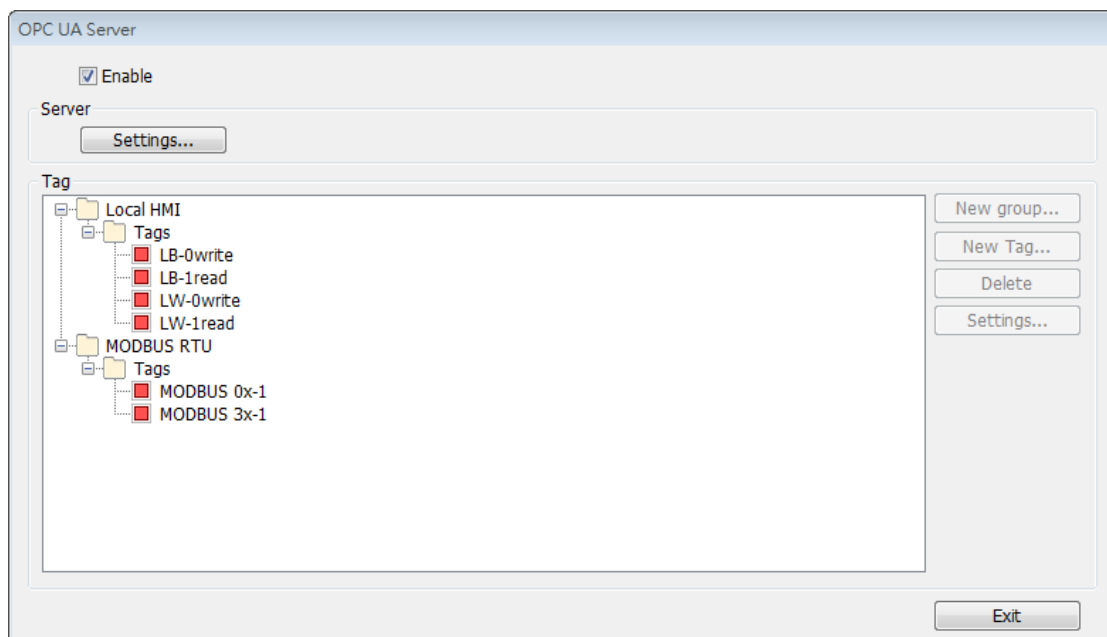 OPC UA Server
Enable
Server
Settings...
Tag
Local HMI
Tags
LB-0write
LB-1read
LW-0write
LW-1read
MODBUS RTU
Tags
MODBUS 0x-1
MODBUS 3x-1
New group...
New Tag...
Delete
Settings...
Exit